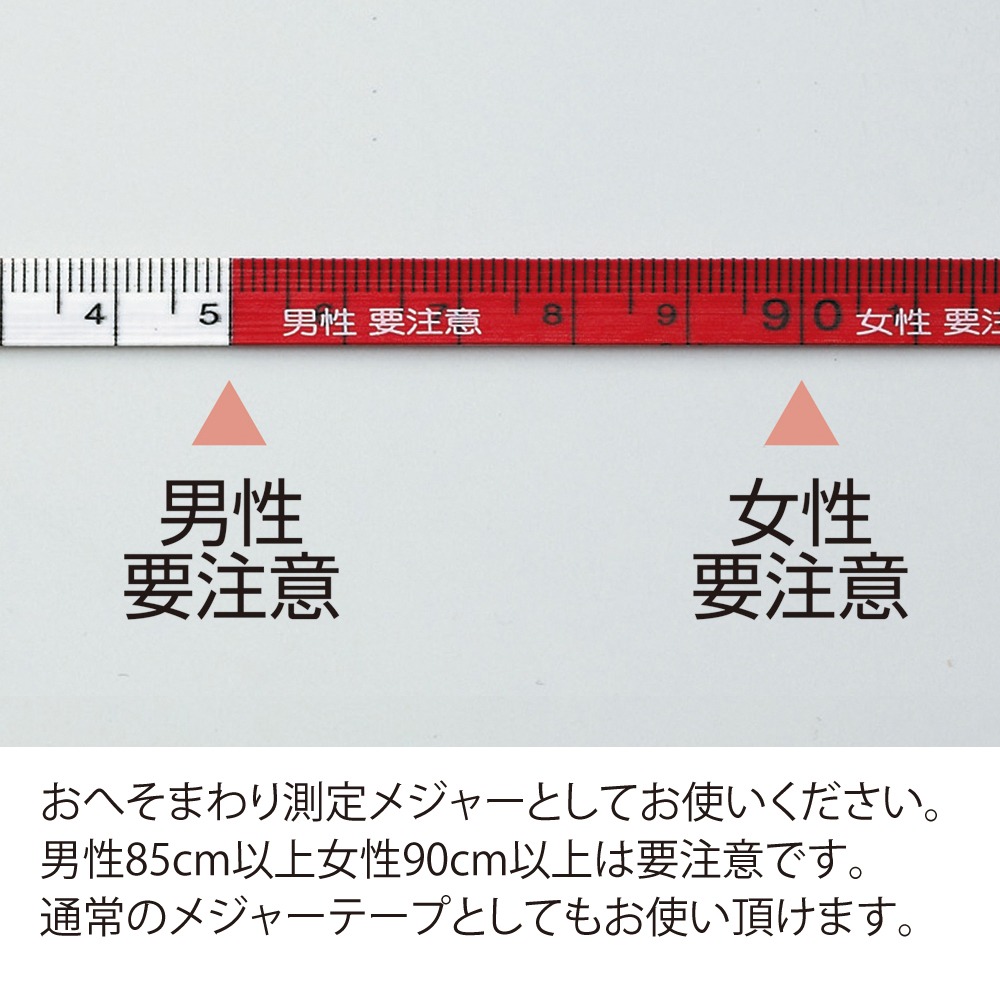 4 5 6 7 8 9 90 1
男性 要注意 女性 要注
男性
要注意
女性
要注意
おへそまわり測定メジャーとしてお使いください。
男性85cm以上女性90cm以上は要注意です。
通常のメジャーテープとしてもお使い頂けます。